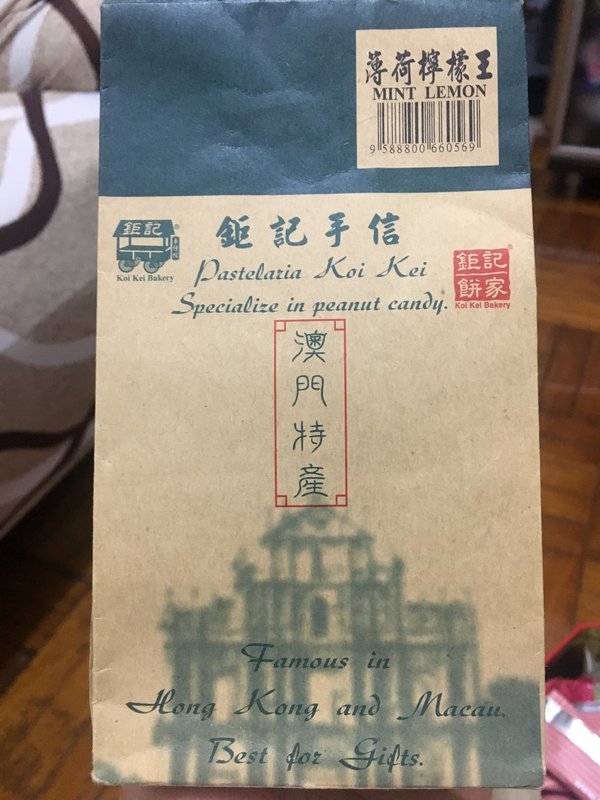 薄荷檸檬王
MINT LEMON
9 588800 660569
鉅記
手信
Koi Kei Bakery
鉅記手信
Pastelaria Koi Kei
Specialize in peanut candy.
鉅記
餅家
Koi Kei Bakery
澳門特產
Famous in
Hong Kong and Macau.
Best for Gifts.